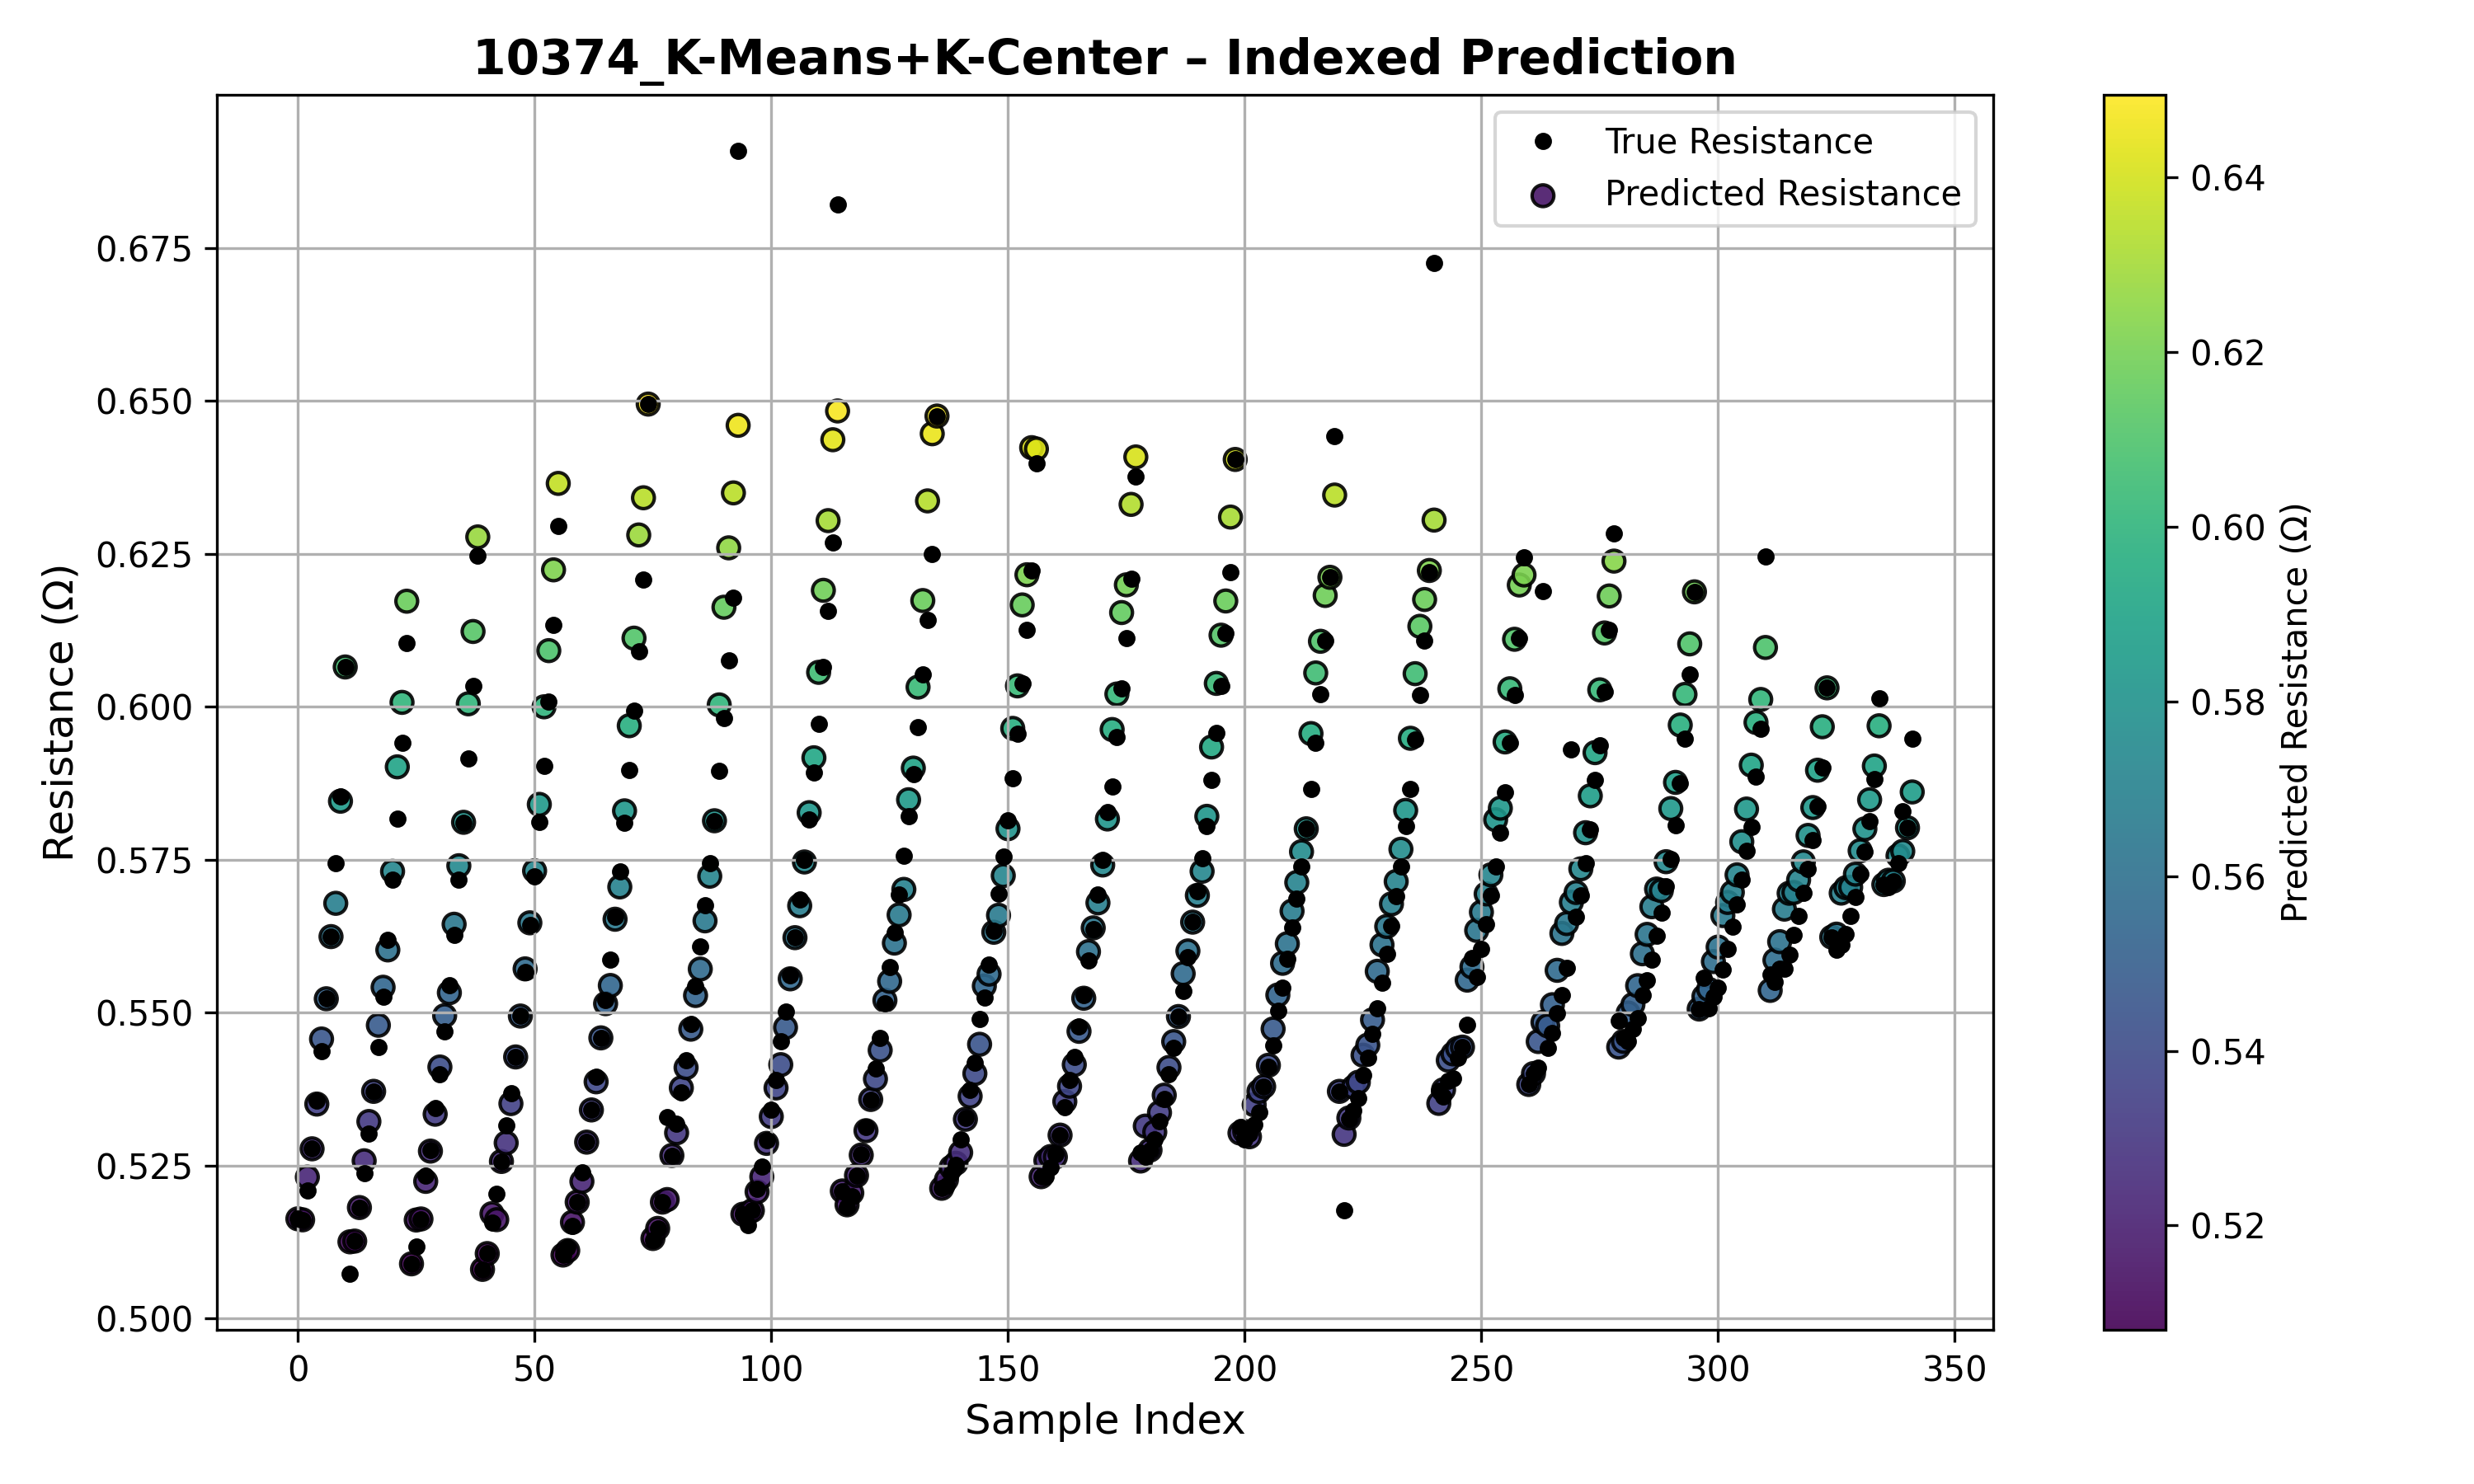 10374_K-Means+K-Center – Indexed Prediction
True Resistance
Predicted Resistance
Resistance (Ω)
0.675
0.650
0.625
0.600
0.575
0.550
0.525
0.500
0 50 100 150 200 250 300 350
Sample Index
0.64
0.62
0.60
0.58
0.56
0.54
0.52
Predicted Resistance (Ω)